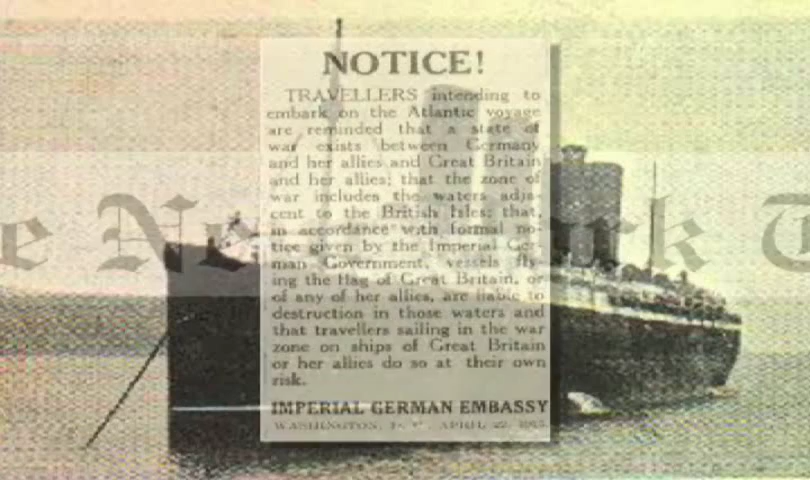 NOTICE!
TRAVELLERS intending to
embark on the Atlantic voyage
are reminded that a state of
war exists between Germany
and her allies and Great Britain
and her allies; that the zone of
war includes the waters adja-
cent to the British Isles; that,
in accordance with formal no-
tice given by the Imperial Ger-
man Government, vessels fly-
ing the flag of Great Britain, or
of any of her allies, are liable to
destruction in those waters and
that travellers sailing in the war
zone on ships of Great Britain
or her allies do so at their own
risk.
IMPERIAL GERMAN EMBASSY
WASHINGTON, D. C., APRIL 22, 1915.
e Ne rk T